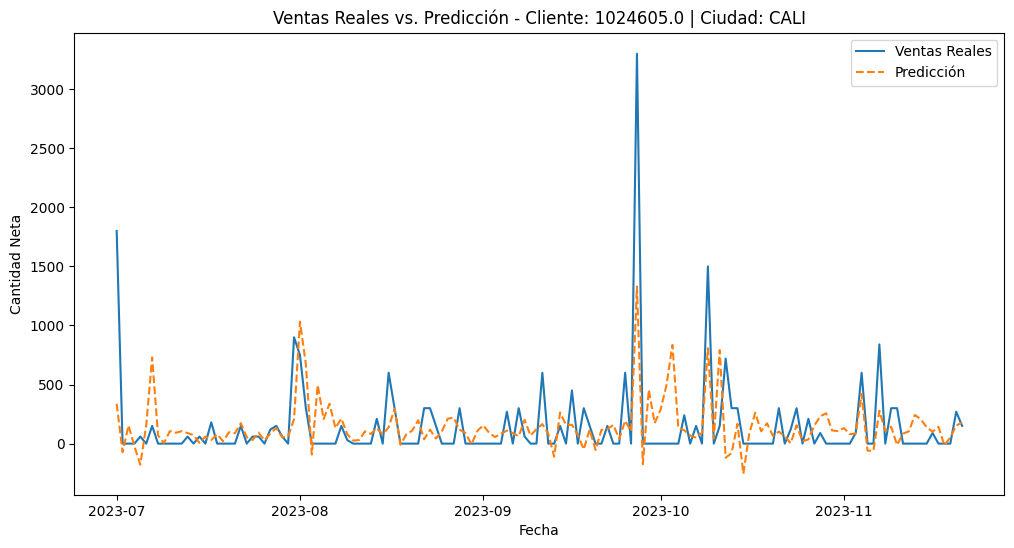 Ventas Reales vs. Predicción - Cliente: 1024605.0 | Ciudad: CALI
Ventas Reales
Predicción
3000
2500
2000
1500
1000
500
0
Cantidad Neta
2023-07
2023-08
2023-09
2023-10
2023-11
Fecha